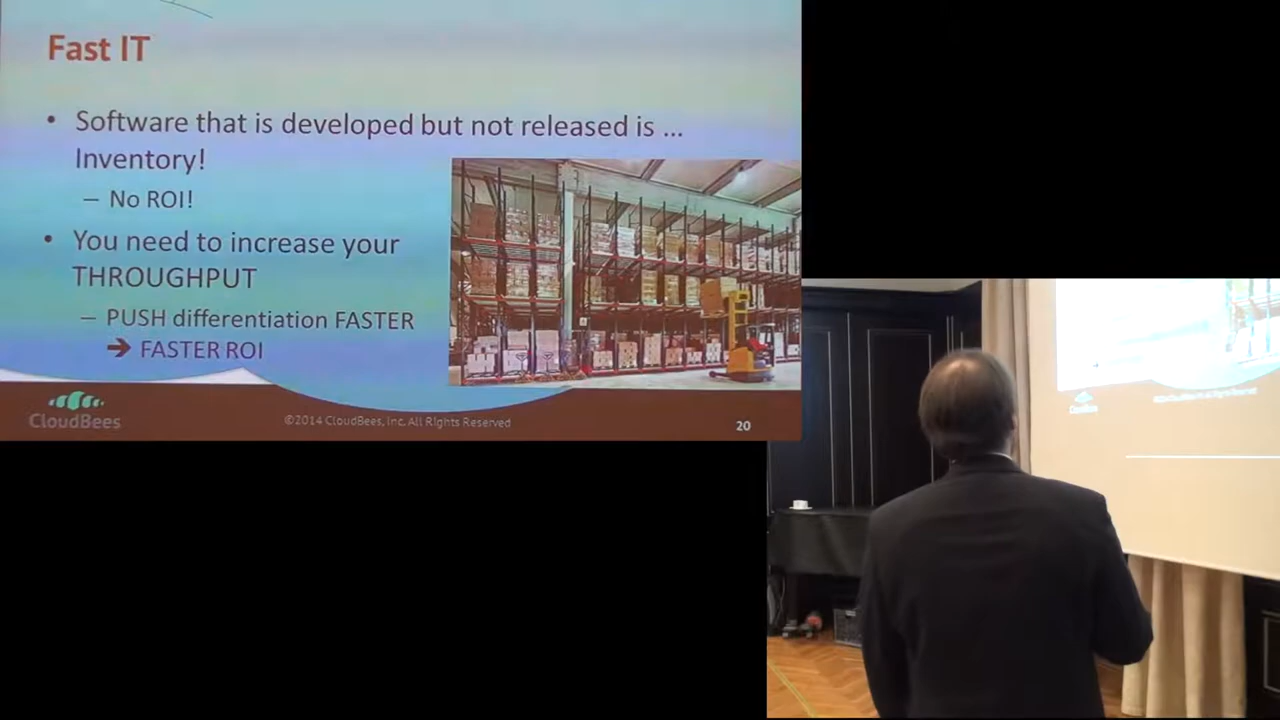 Fast IT
• Software that is developed but not released is ...
Inventory!
– No ROI!
• You need to increase your
THROUGHPUT
– PUSH differentiation FASTER
➔ FASTER ROI
CloudBees
©2014 CloudBees, Inc. All Rights Reserved
20
CloudBees